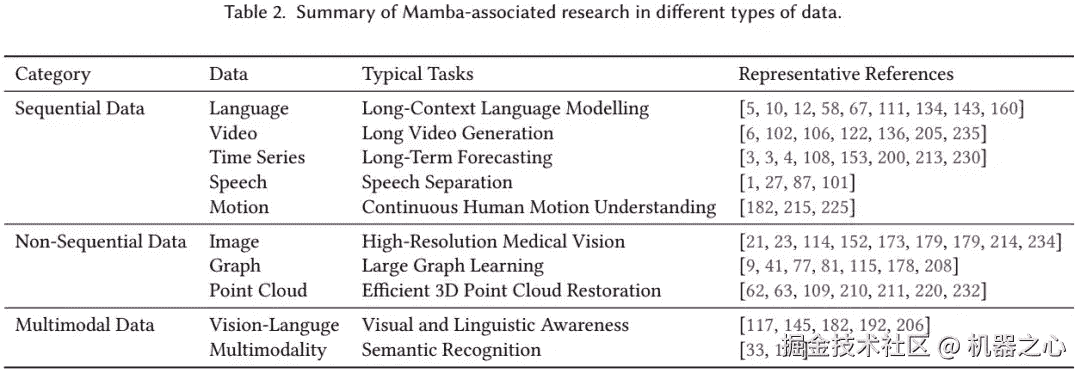 Table 2. Summary of Mamba-associated research in different types of data.
Category Data Typical Tasks Representative References
Sequential Data Language Long-Context Language Modelling [5, 10, 12, 58, 67, 111, 134, 143, 160]
Video Long Video Generation [6, 102, 106, 122, 136, 205, 235]
Time Series Long-Term Forecasting [3, 3, 4, 108, 153, 200, 213, 230]
Speech Speech Separation [1, 27, 87, 101]
Motion Continuous Human Motion Understanding [182, 215, 225]
Non-Sequential Data Image High-Resolution Medical Vision [21, 23, 114, 152, 173, 179, 179, 214, 234]
Graph Large Graph Learning [9, 41, 77, 81, 115, 178, 208]
Point Cloud Efficient 3D Point Cloud Restoration [62, 63, 109, 210, 211, 220, 232]
Multimodal Data Vision-Languge Visual and Linguistic Awareness [117, 145, 182, 192, 206]
Multimodality Semantic Recognition [33,
掘金技术社区 @ 机器之心